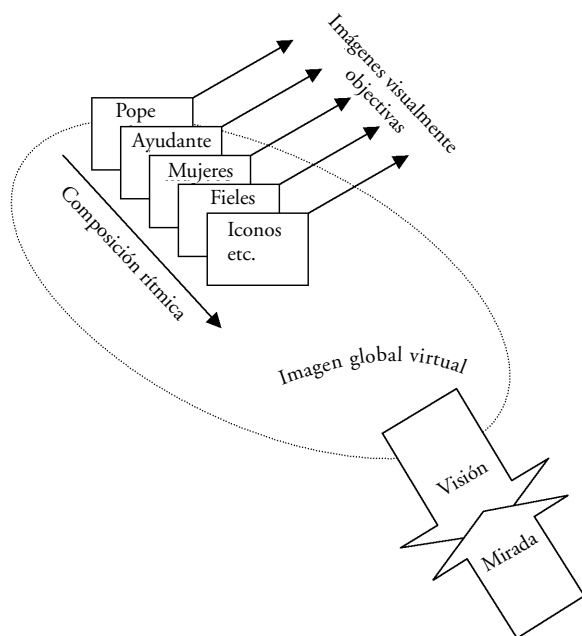 Imágenes visualmente
objectivas
Pope
Ayudante
Mujeres
Fieles
Iconos
etc.
Composición rítmica
Imagen global virtual
Visión
Mirada